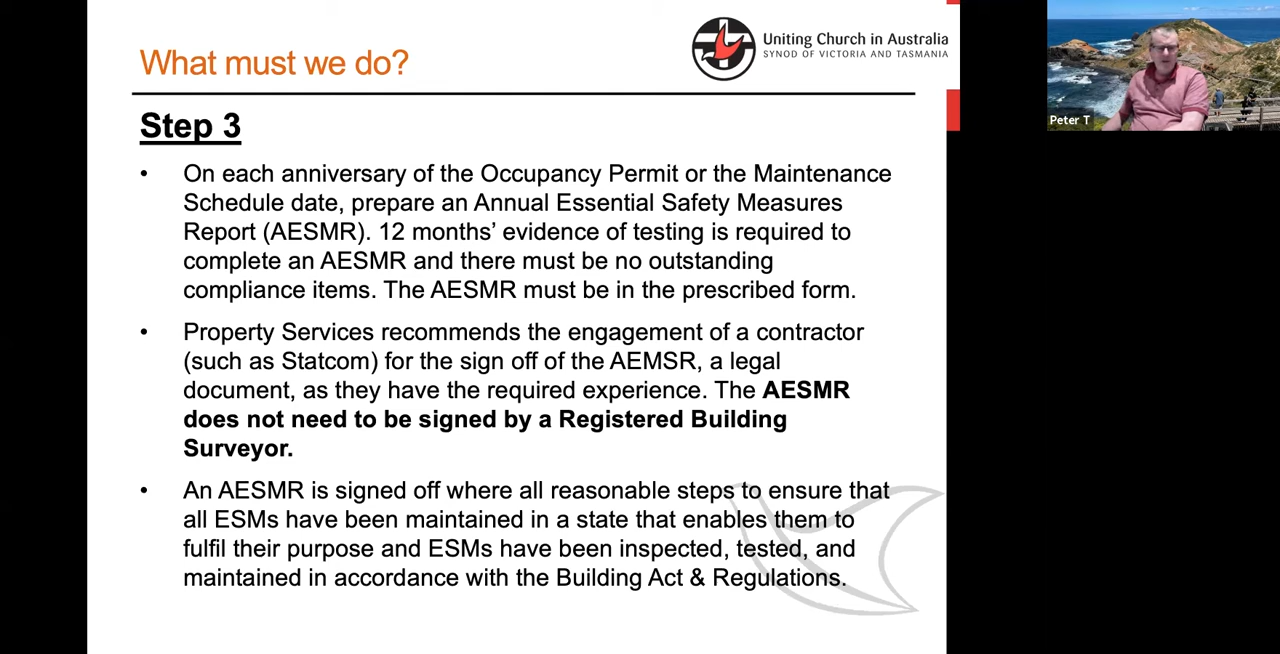 What must we do?
Uniting Church in Australia
SYNOD OF VICTORIA AND TASMANIA
Step 3
• On each anniversary of the Occupancy Permit or the Maintenance
Schedule date, prepare an Annual Essential Safety Measures
Report (AESMR). 12 months’ evidence of testing is required to
complete an AESMR and there must be no outstanding
compliance items. The AESMR must be in the prescribed form.
• Property Services recommends the engagement of a contractor
(such as Statcom) for the sign off of the AEMSR, a legal
document, as they have the required experience. The AESMR
does not need to be signed by a Registered Building
Surveyor.
• An AESMR is signed off where all reasonable steps to ensure that
all ESMs have been maintained in a state that enables them to
fulfil their purpose and ESMs have been inspected, tested, and
maintained in accordance with the Building Act & Regulations.
Peter T